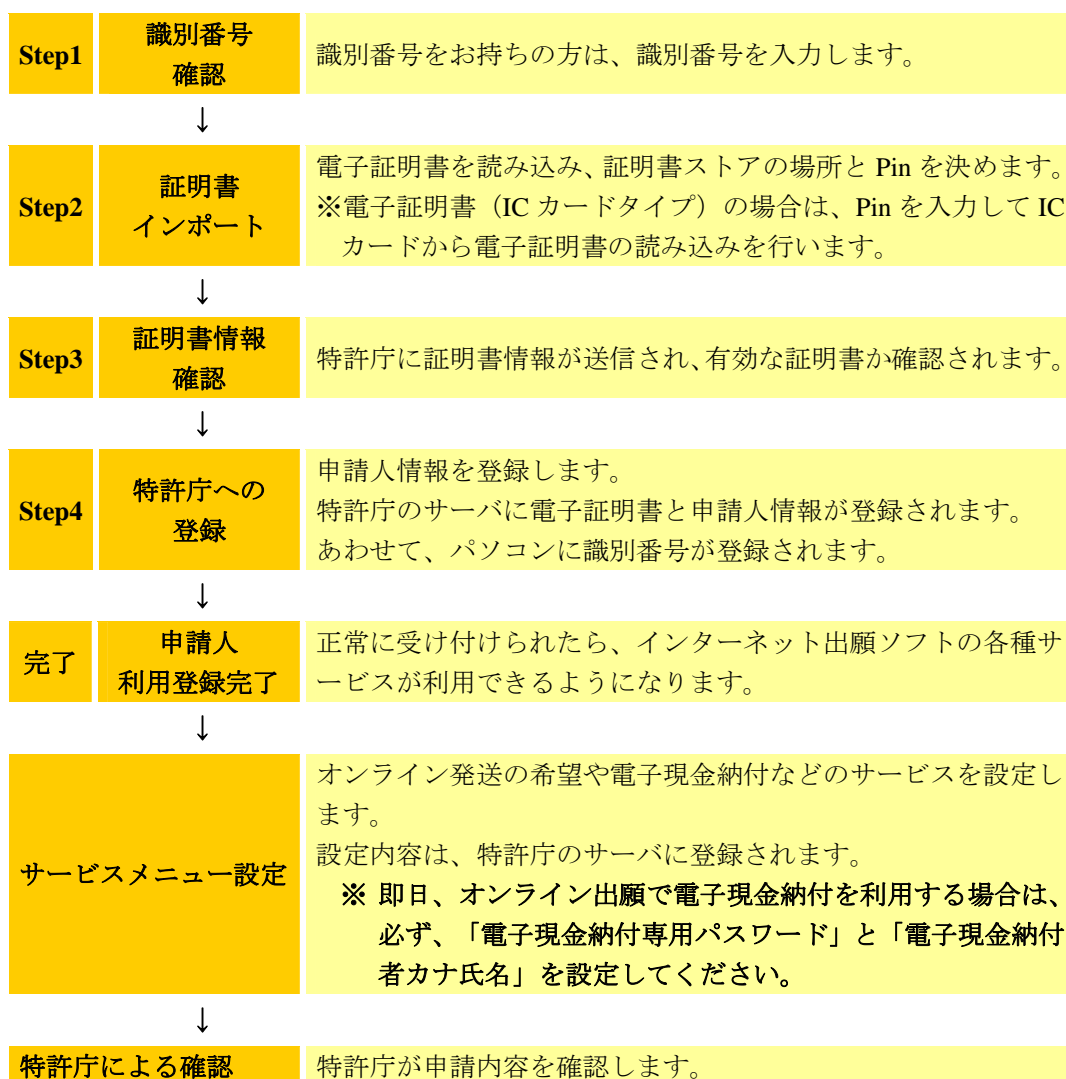 Step1
識別番号
確認
識別番号をお持ちの方は、識別番号を入力します。
↓
Step2
証明書
インポート
電子証明書を読み込み、証明書ストアの場所と Pin を決めます。
※電子証明書（IC カードタイプ）の場合は、Pin を入力して IC
カードから電子証明書の読み込みを行います。
↓
Step3
証明書情報
確認
特許庁に証明書情報が送信され、有効な証明書か確認されます。
↓
Step4
特許庁への
登録
申請人情報を登録します。
特許庁のサーバに電子証明書と申請人情報が登録されます。
あわせて、パソコンに識別番号が登録されます。
↓
完了
申請人
利用登録完了
正常に受け付けられたら、インターネット出願ソフトの各種サ
ービスが利用できるようになります。
↓
サービスメニュー設定
オンライン発送の希望や電子現金納付などのサービスを設定し
ます。
設定内容は、特許庁のサーバに登録されます。
※ 即日、オンライン出願で電子現金納付を利用する場合は、
必ず、「電子現金納付専用パスワード」と「電子現金納付
者カナ氏名」を設定してください。
↓
特許庁による確認
特許庁が申請内容を確認します。